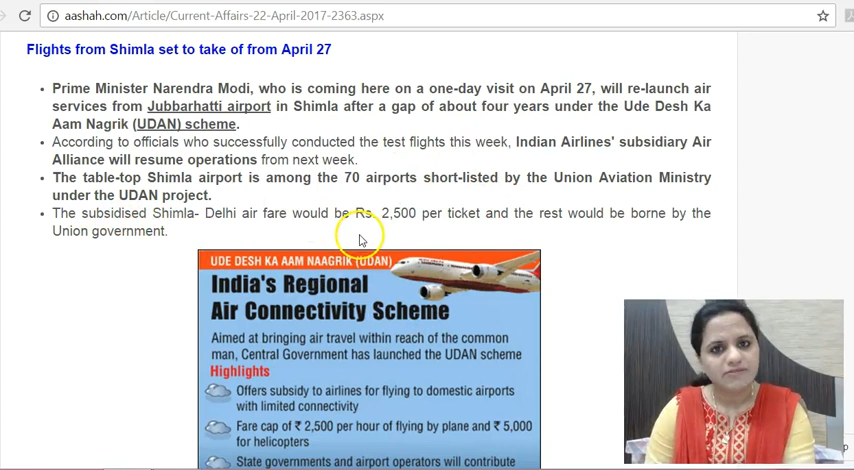 aashah.com/Article/Current-Affairs-22-April-2017-2363.aspx
Flights from Shimla set to take of from April 27
• Prime Minister Narendra Modi, who is coming here on a one-day visit on April 27, will re-launch air
services from Jubbarhatti airport in Shimla after a gap of about four years under the Ude Desh Ka
Aam Nagrik (UDAN) scheme.
• According to officials who successfully conducted the test flights this week, Indian Airlines' subsidiary Air
Alliance will resume operations from next week.
• The table-top Shimla airport is among the 70 airports short-listed by the Union Aviation Ministry
under the UDAN project.
• The subsidised Shimla- Delhi air fare would be Rs. 2,500 per ticket and the rest would be borne by the
Union government.
UDE DESH KA AAM NAAGRIK (UDAN)
India's Regional
Air Connectivity Scheme
Aimed at bringing air travel within reach of the common
man, Central Government has launched the UDAN scheme
Highlights
Offers subsidy to airlines for flying to domestic airports
with limited connectivity
Fare cap of ₹ 2,500 per hour of flying by plane and ₹ 5,000
for helicopters
State governments and airport operators will contribute